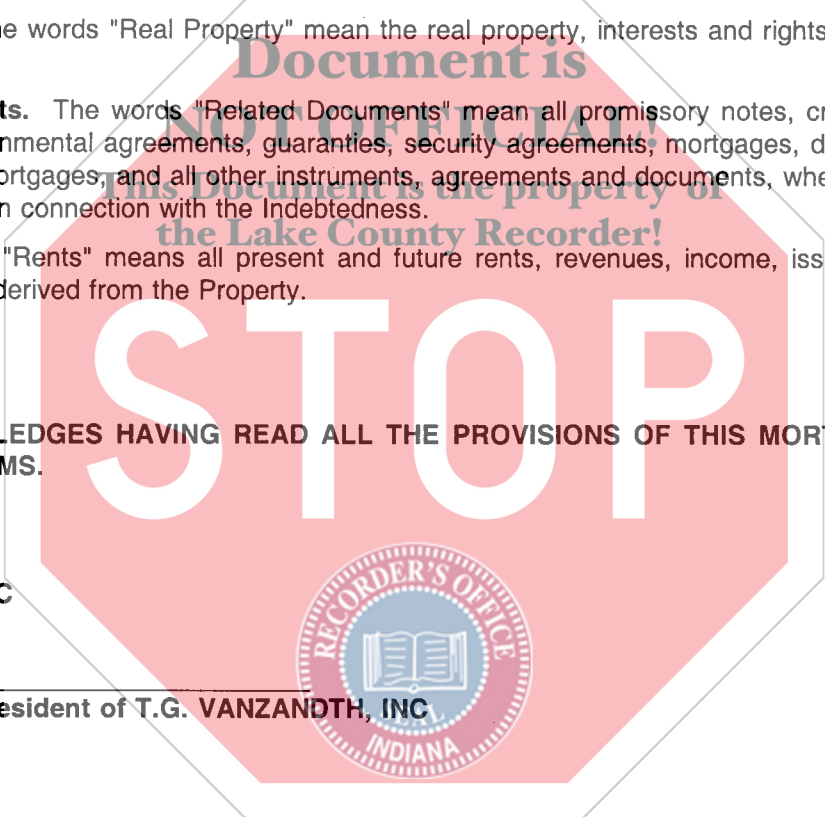 e words "Real Property" mean the real property, interests and rights
Document is
ts. The words "Related Documents" mean all promissory notes, cr
NOT OFFICIAL!
nmental agreements, guaranties, security agreements, mortgages, d
ortgages, and all other instruments, agreements and documents, whe
This Document is the property of
n connection with the Indebtedness.
the Lake County Recorder!
"Rents" means all present and future rents, revenues, income, iss
derived from the Property.
STOP
LEDGES HAVING READ ALL THE PROVISIONS OF THIS MORT
MS.
C
RECORDER'S OFFICE
SEAL
INDIANA
esident of T.G. VANZANDTH, INC